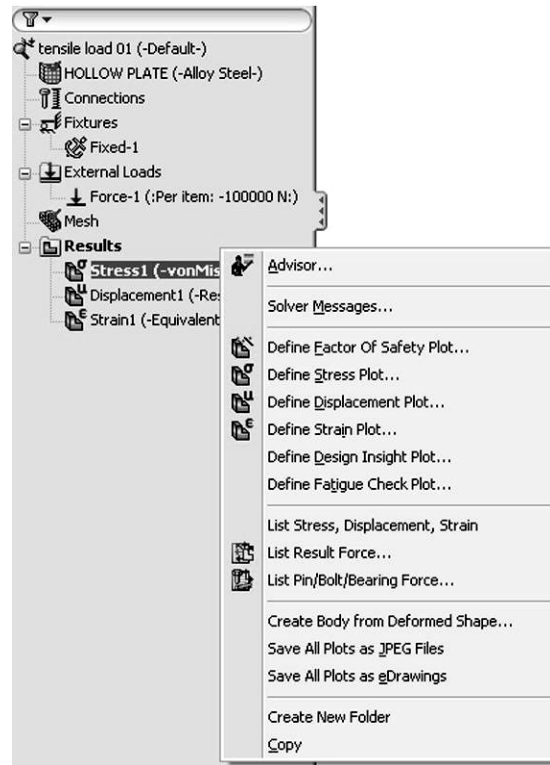 tensile load 01 (-Default-)
HOLLOW PLATE (-Alloy Steel-)
Connections
Fixtures
Fixed-1
External Loads
Force-1 (:Per item: -100000 N:)
Mesh
Results
Stress1 (-vonMis
Displacement1 (-Re
Strain1 (-Equivalent
Advisor...
Solver Messages...
Define Factor Of Safety Plot...
Define Stress Plot...
Define Displacement Plot...
Define Strain Plot...
Define Design Insight Plot...
Define Fatigue Check Plot...
List Stress, Displacement, Strain
List Result Force...
List Pin/Bolt/Bearing Force...
Create Body from Deformed Shape...
Save All Plots as JPEG Files
Save All Plots as eDrawings
Create New Folder
Copy